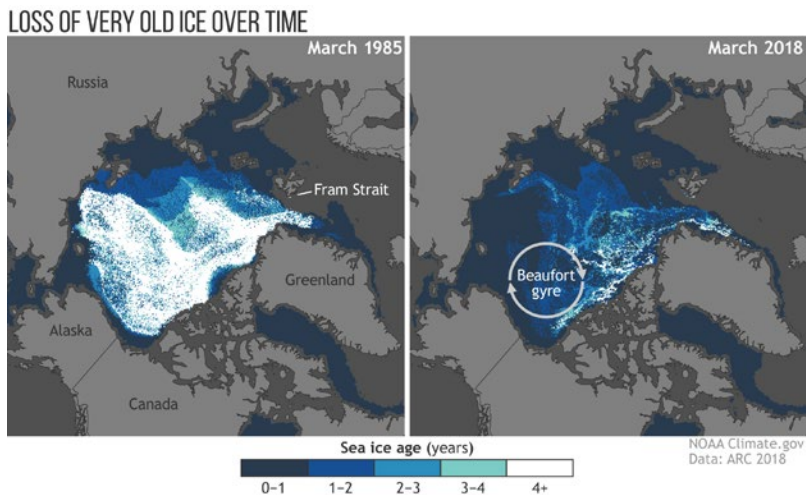 LOSS OF VERY OLD ICE OVER TIME
March 1985
March 2018
Russia
Fram Strait
Greenland
Beaufort
gyre
Alaska
Canada
NOAA Climate.gov
Data: ARC 2018
Sea ice age (years)
0–1 1–2 2–3 3–4 4+